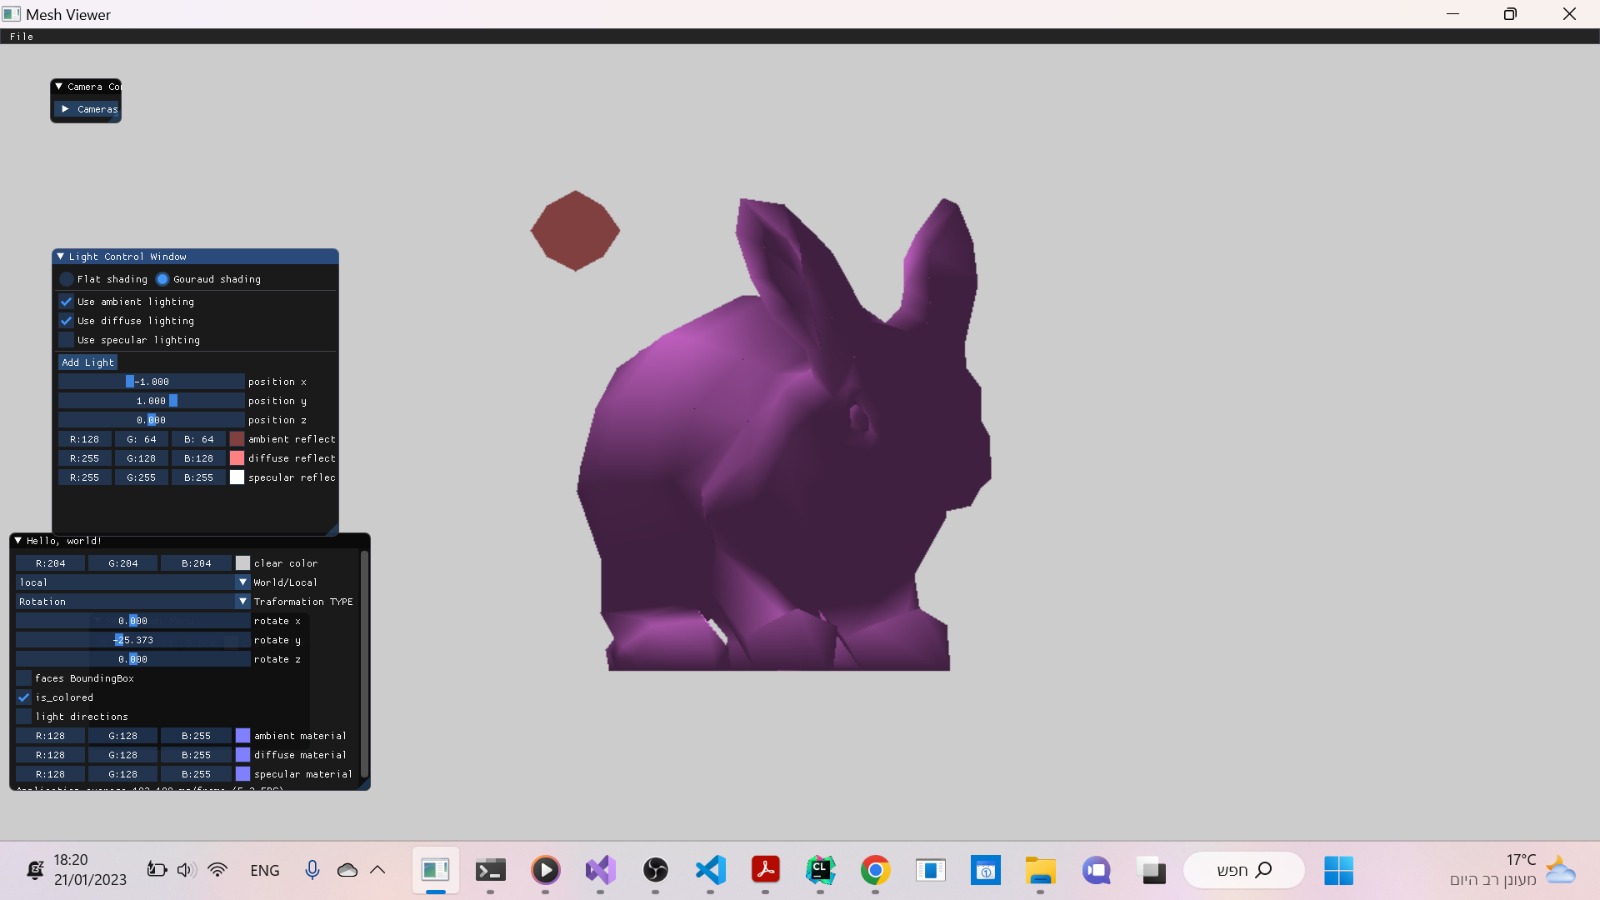 Mesh Viewer
File
Camera Co
Cameras
Light Control Window
Flat shading Gouraud shading
Use ambient lighting
Use diffuse lighting
Use specular lighting
Add Light
-1.000 position x
1.000 position y
0.000 position z
R:128 G: 64 B: 64 ambient reflect
R:255 G:128 B:128 diffuse reflect
R:255 G:255 B:255 specular reflec
Hello, world!
R:204 G:204 B:204 clear color
local World/Local
Rotation Traformation TYPE
0.000 rotate x
-25.373 rotate y
0.000 rotate z
faces BoundingBox
is_colored
light directions
R:128 G:128 B:255 ambient material
R:128 G:128 B:255 diffuse material
R:128 G:128 B:255 specular material
Application average
18:20
21/01/2023
ENG
CL
חפש
17°C
מעונן רב היום